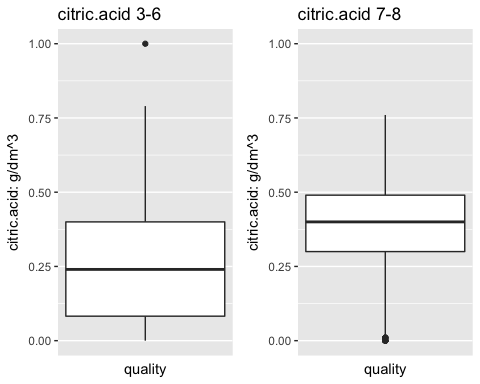 citric.acid 3-6
1.00
0.75
0.50
0.25
0.00
citric.acid: g/dm^3
quality
citric.acid 7-8
1.00
0.75
0.50
0.25
0.00
citric.acid: g/dm^3
quality